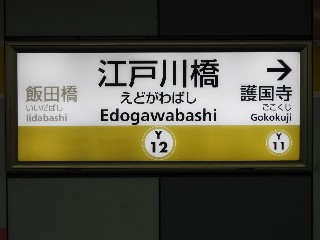 江戸川橋
えどがわばし
Edogawabashi
Y
12
飯田橋
いいだばし
Iidabashi
→
護国寺
ごこくじ
Gokokuji
Y
11